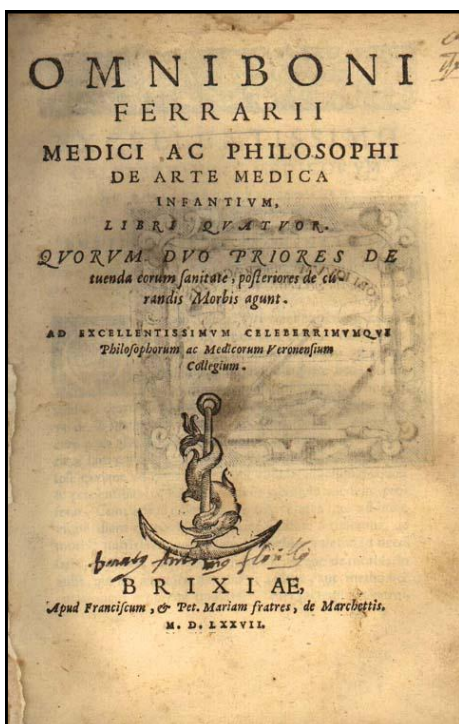 OMNIBONI
FERRARII
MEDICI AC PHILOSOPHI
DE ARTE MEDICA
INFANTIVM,
LIBRI QVATVOR.
QVORVM DVO PRIORES DE
tuenda eorum sanitate, posteriores de cu-
randis Morbis agunt.
AD EXCELLENTISSIMVM CELEBERRIMVMQVE
Philosophorum ac Medicorum Veronensium
Collegium.
BRIXIAE,
Apud Franciscum, & Pet. Mariam fratres, de Marchettis.
M. D. LXXVII.